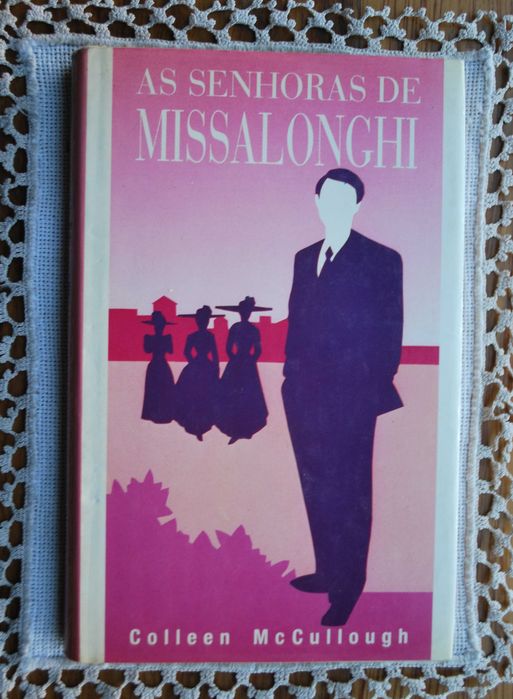 AS SENHORAS DE
MISSALONGHI
Colleen McCullough